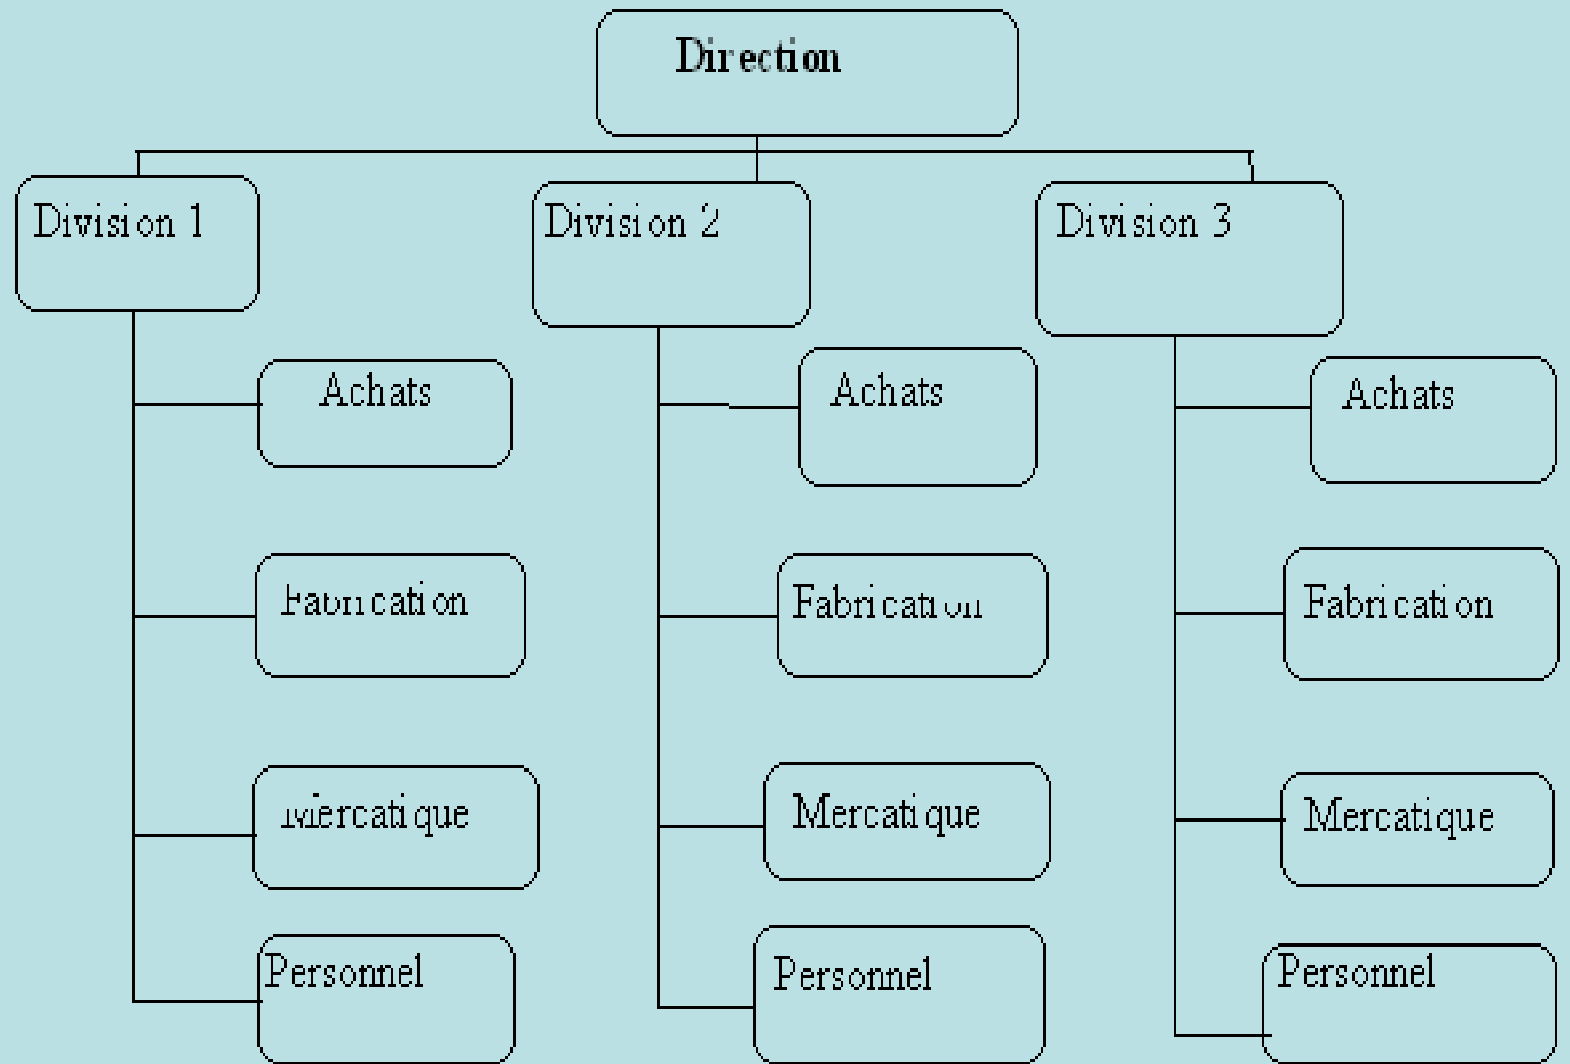 Direction
Division 1
Division 2
Division 3
Achats
Achats
Achats
Fabrication
Fabrication
Fabrication
Mercatique
Mercatique
Mercatique
Personnel
Personnel
Personnel